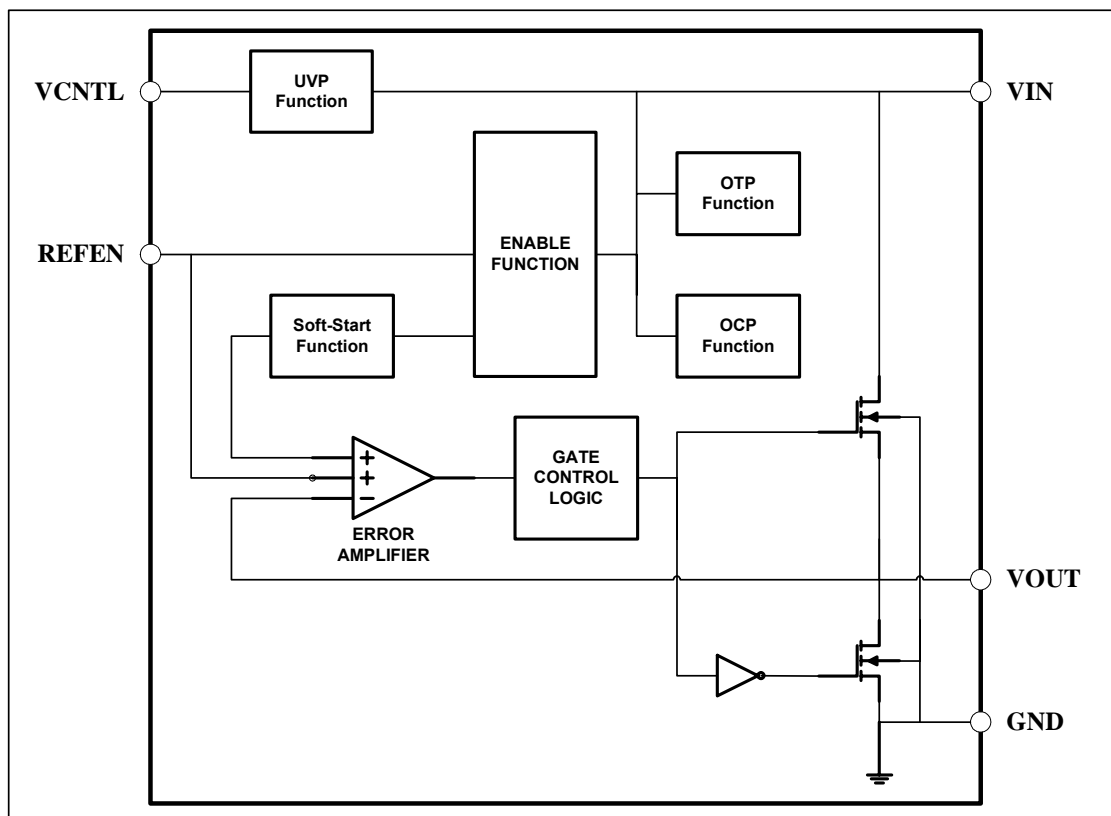 VCNTL
UVP
Function
VIN
OTP
Function
REFEN
ENABLE
FUNCTION
Soft-Start
Function
OCP
Function
+
+
−
GATE
CONTROL
LOGIC
ERROR
AMPLIFIER
VOUT
GND